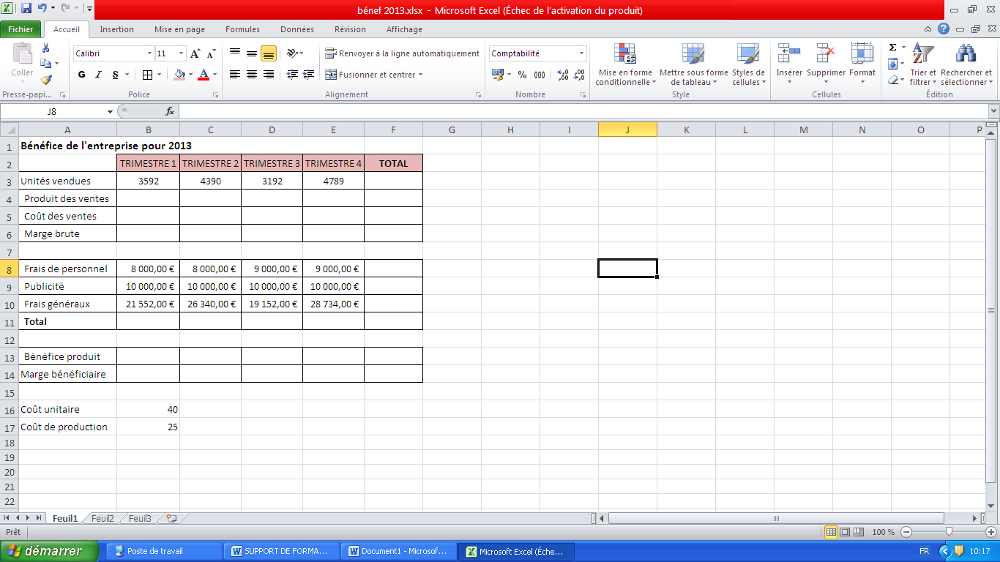 bénef 2013.xlsx - Microsoft Excel (Échec de l'activation du produit)
Fichier Accueil Insertion Mise en page Formules Données Révision Affichage
Coller
Calibri 11
Renvoyer à la ligne automatiquement
Comptabilité
G I S
Fusionner et centrer
% 000
Mise en forme conditionnelle
Mettre sous forme de tableau
Styles de cellules
Insérer Supprimer Format
Trier et filtrer
Rechercher et sélectionner
Presse-papi... Police Alignement Nombre Style Cellules Édition
J8 fx
A B C D E F G H I J K L M N O P
1 Bénéfice de l'entreprise pour 2013
2 TRIMESTRE 1 TRIMESTRE 2 TRIMESTRE 3 TRIMESTRE 4 TOTAL
3 Unités vendues 3592 4390 3192 4789
4 Produit des ventes
5 Coût des ventes
6 Marge brute
7
8 Frais de personnel 8 000,00 € 8 000,00 € 9 000,00 € 9 000,00 €
9 Publicité 10 000,00 € 10 000,00 € 10 000,00 € 10 000,00 €
10 Frais généraux 21 552,00 € 26 340,00 € 19 152,00 € 28 734,00 €
11 Total
12
13 Bénéfice produit
14 Marge bénéficiaire
15
16 Coût unitaire 40
17 Coût de production 25
18
19
20
21
22
Feuil1 Feuil2 Feuil3
Prêt 100 %
démarrer Poste de travail SUPPORT DE FORMA... Document1 - Microsof... Microsoft Excel (Éche... FR 10:17